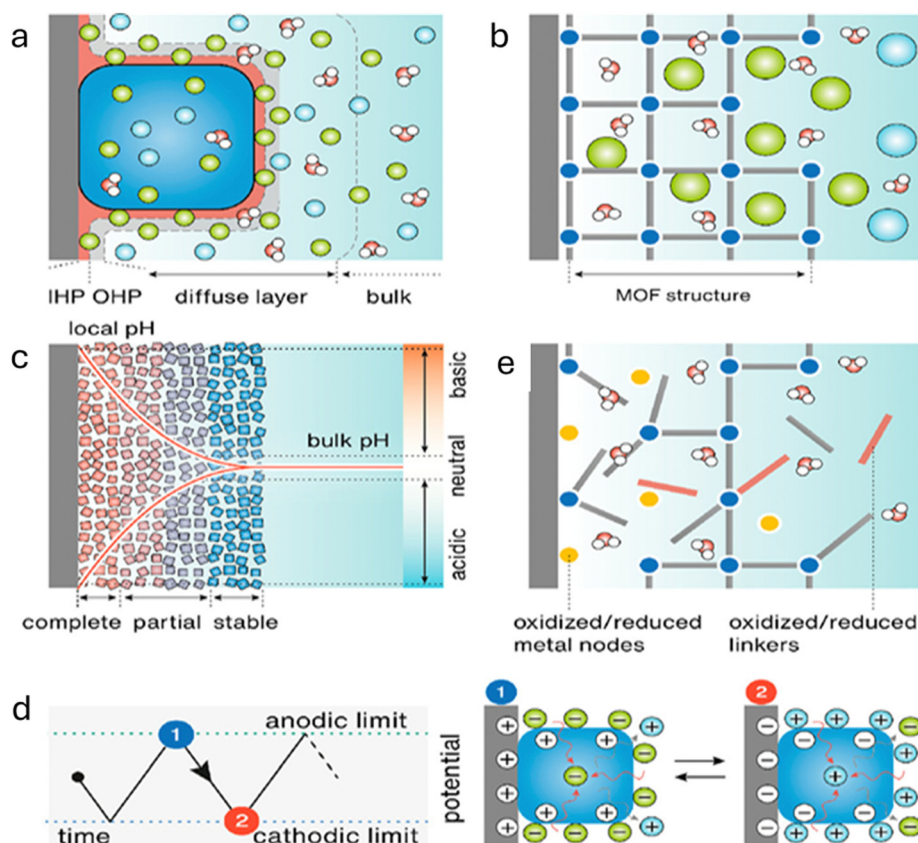 a
b
IHP OHP
diffuse layer
bulk
MOF structure
c
local pH
bulk pH
basic
neutral
acidic
complete
partial
stable
e
oxidized/reduced
metal nodes
oxidized/reduced
linkers
d
1
2
anodic limit
time
cathodic limit
potential
1
+
+
+
+
−
−
−
+
−
+
+
−
+
−
+
+
−
−
−
−
+
2
−
−
−
−
+
+
+
−
−
−
+
−
+
−
+
−
−
+
+
+
+
−